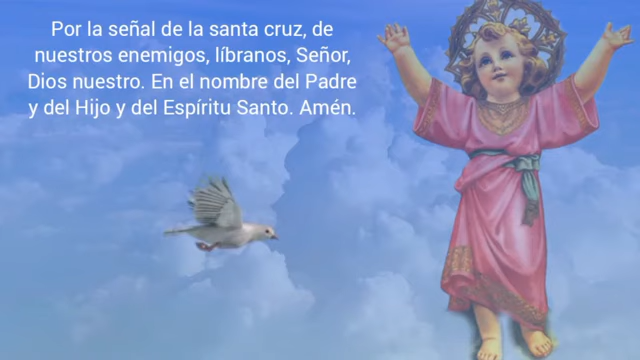 Por la señal de la santa cruz, de
nuestros enemigos, líbranos, Señor,
Dios nuestro. En el nombre del Padre
y del Hijo y del Espíritu Santo. Amén.